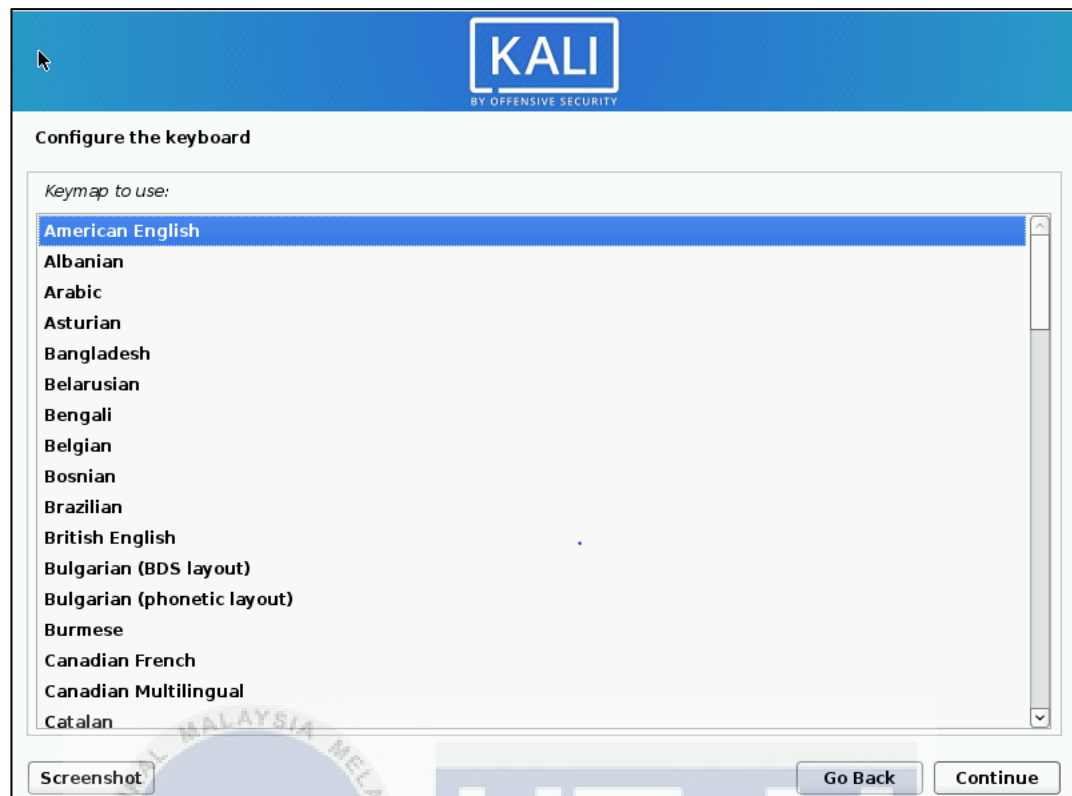 KALI
BY OFFENSIVE SECURITY
Configure the keyboard
Keymap to use:
American English
Albanian
Arabic
Asturian
Bangladesh
Belarusian
Bengali
Belgian
Bosnian
Brazilian
British English
Bulgarian (BDS layout)
Bulgarian (phonetic layout)
Burmese
Canadian French
Canadian Multilingual
Catalan
MALAYSIA
Screenshot
Go Back
Continue